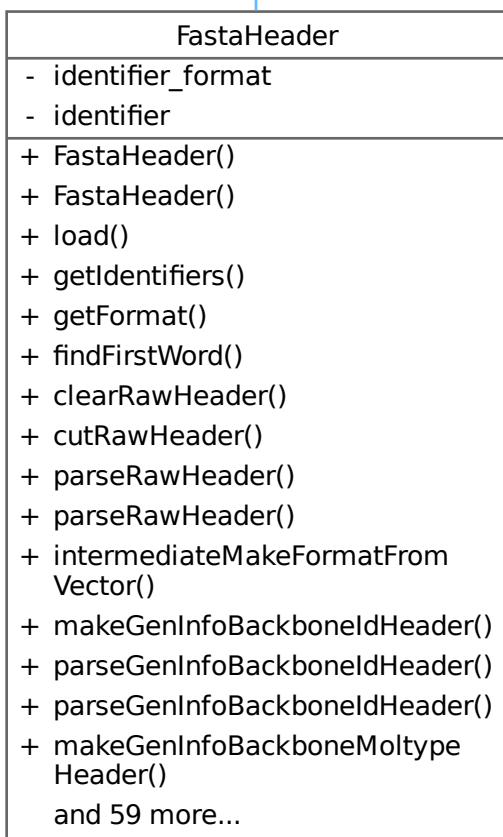 FastaHeader
- identifier_format
- identifier
+ FastaHeader()
+ FastaHeader()
+ load()
+ getIdentifiers()
+ getFormat()
+ findFirstWord()
+ clearRawHeader()
+ cutRawHeader()
+ parseRawHeader()
+ parseRawHeader()
+ intermediateMakeFormatFrom
Vector()
+ makeGenInfoBackboneIdHeader()
+ parseGenInfoBackboneIdHeader()
+ parseGenInfoBackboneIdHeader()
+ makeGenInfoBackboneMoltype
Header()
and 59 more...